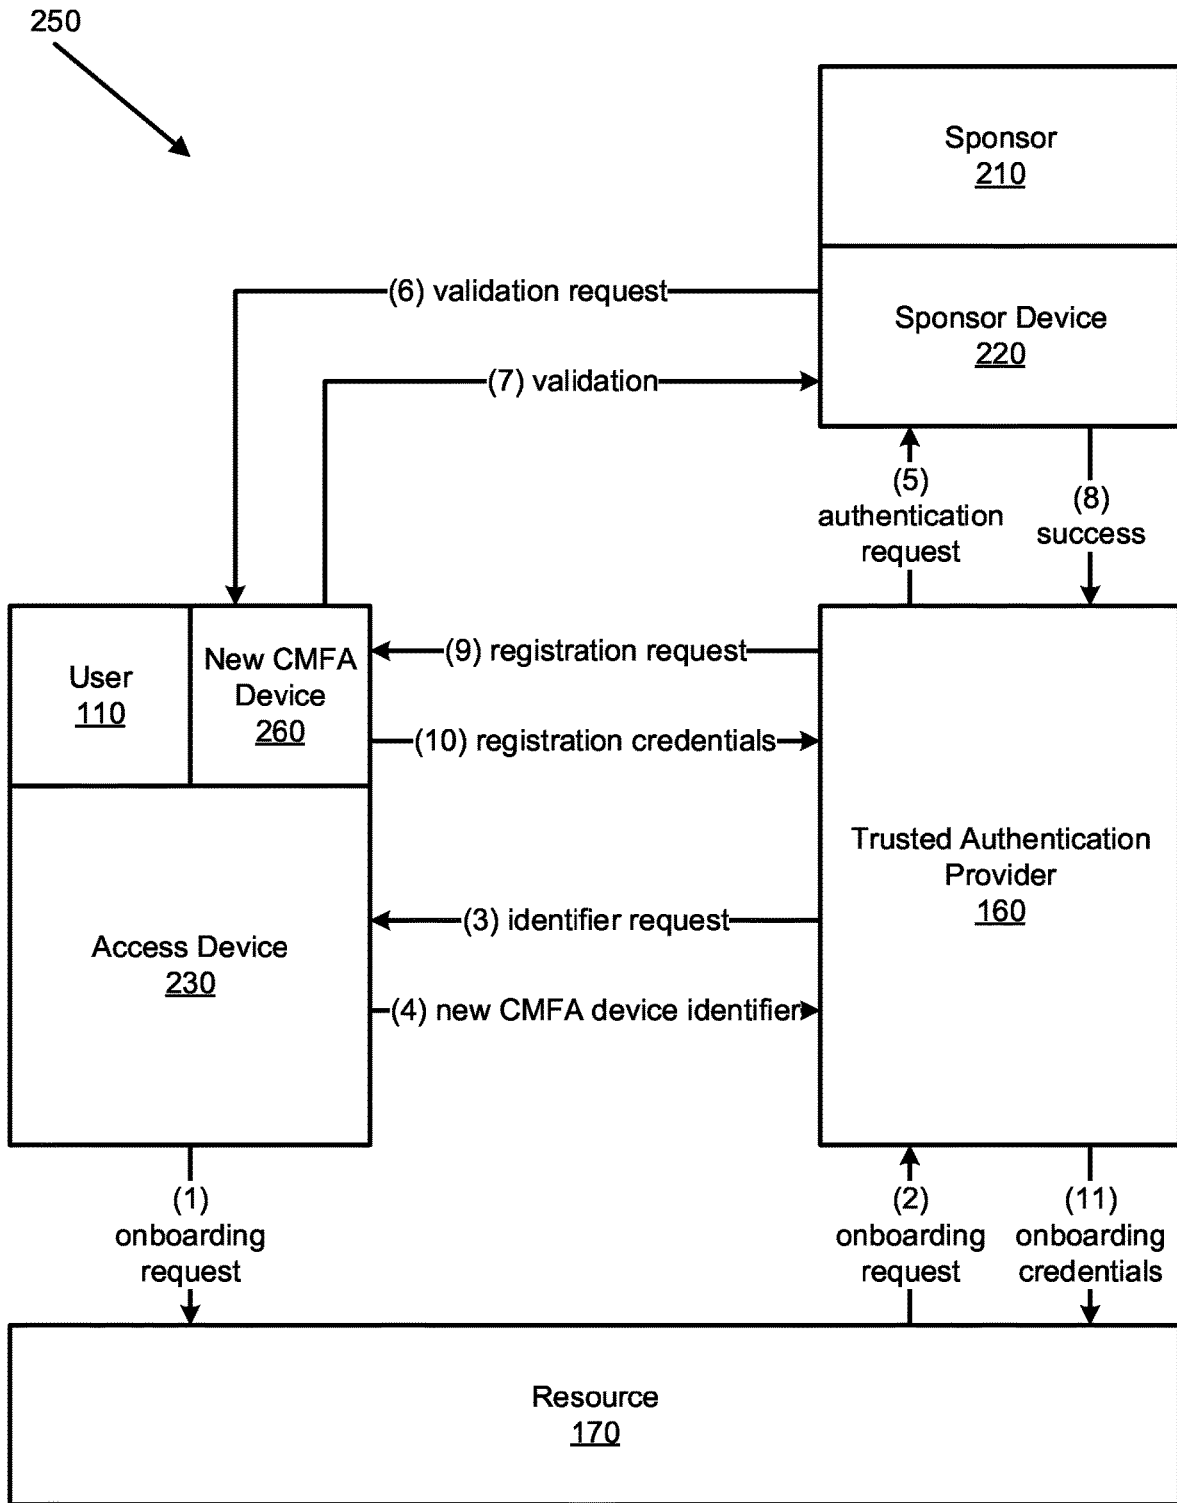 250
Sponsor
210
(6) validation request
Sponsor Device
220
(7) validation
(5)
authentication
request
(8)
success
User
110
New CMFA
Device
260
(9) registration request
(10) registration credentials
Trusted Authentication
Provider
160
Access Device
230
(3) identifier request
(4) new CMFA device identifier
(1)
onboarding
request
(2)
onboarding
request
(11)
onboarding
credentials
Resource
170